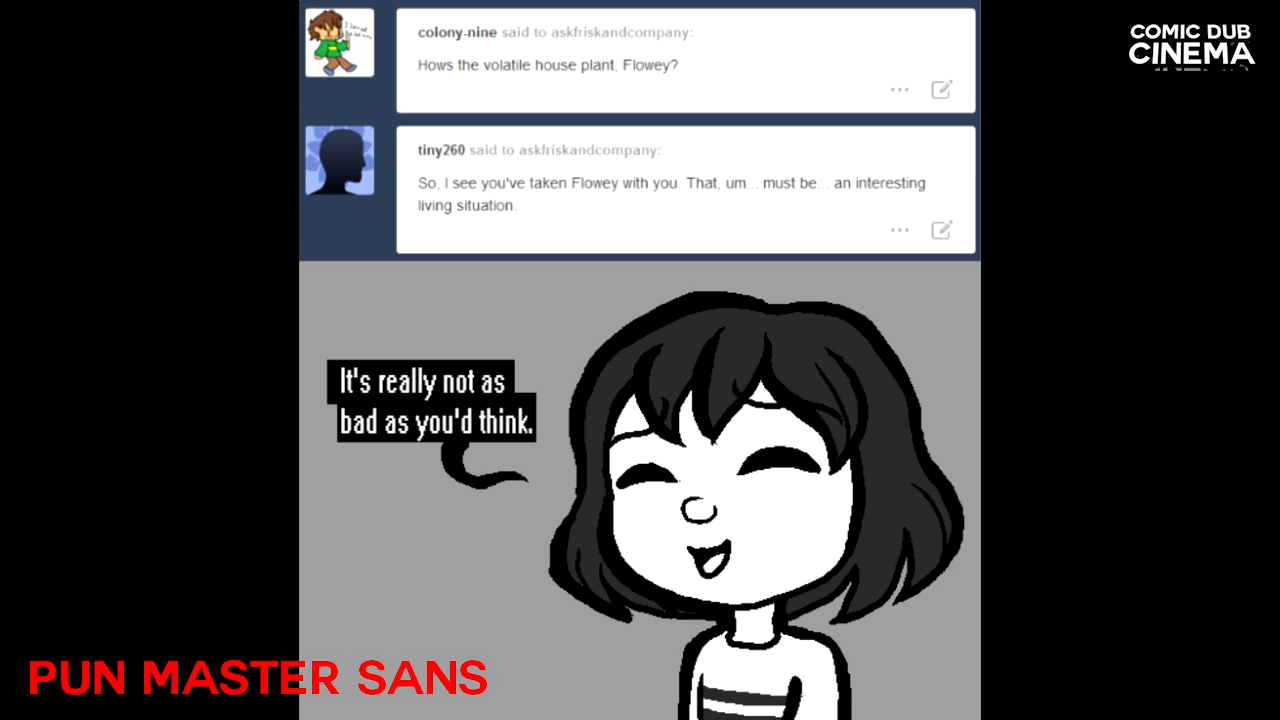 colony-nine said to askfriskandcompany:
Hows the volatile house plant, Flowey?
tiny260 said to askfriskandcompany:
So, I see you've taken Flowey with you. That, um... must be... an interesting
living situation.
It's really not as
bad as you'd think.
COMIC DUB
CINEMA
PUN MASTER SANS